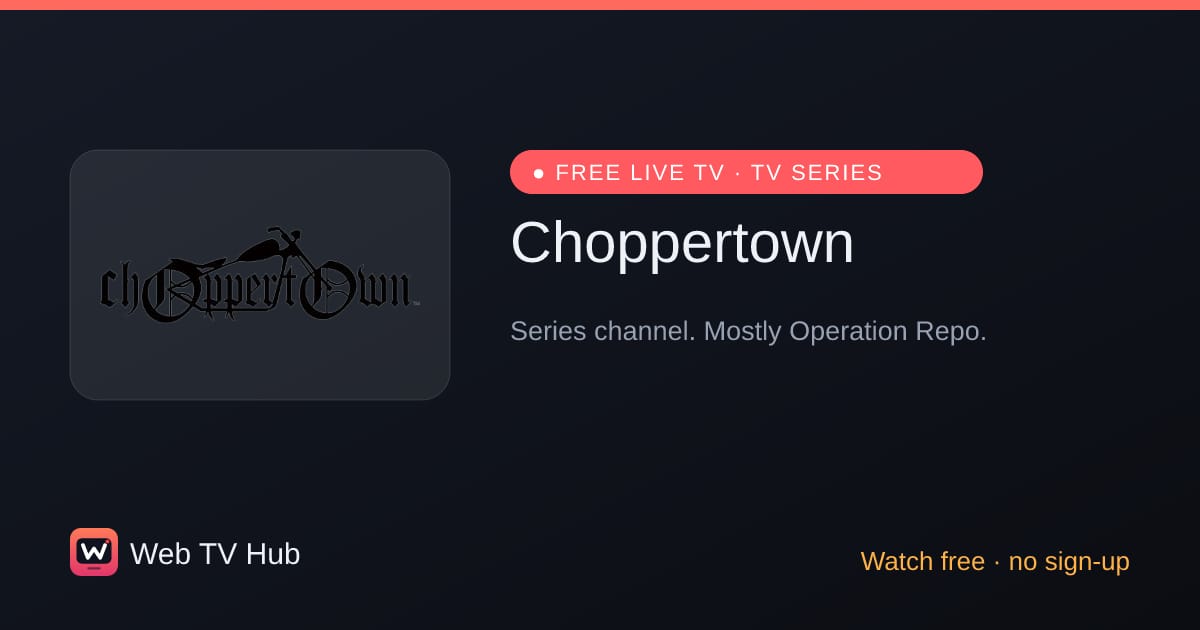 ● FREE LIVE TV · TV SERIES
Choppertown
chOppertOwn™
Series channel. Mostly Operation Repo.
W
Web TV Hub
Watch free · no sign-up